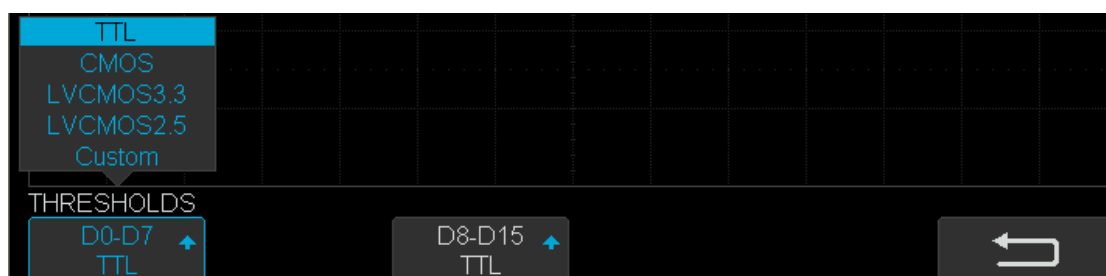 TTL
CMOS
LVCMOS3.3
LVCMOS2.5
Custom
THRESHOLDS
D0-D7
TTL
D8-D15
TTL